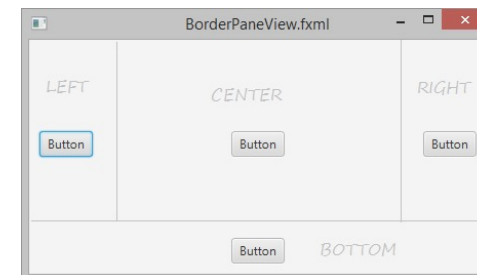 BorderPaneView.fxml
LEFT
CENTER
RIGHT
Button
Button
Button
Button
BOTTOM